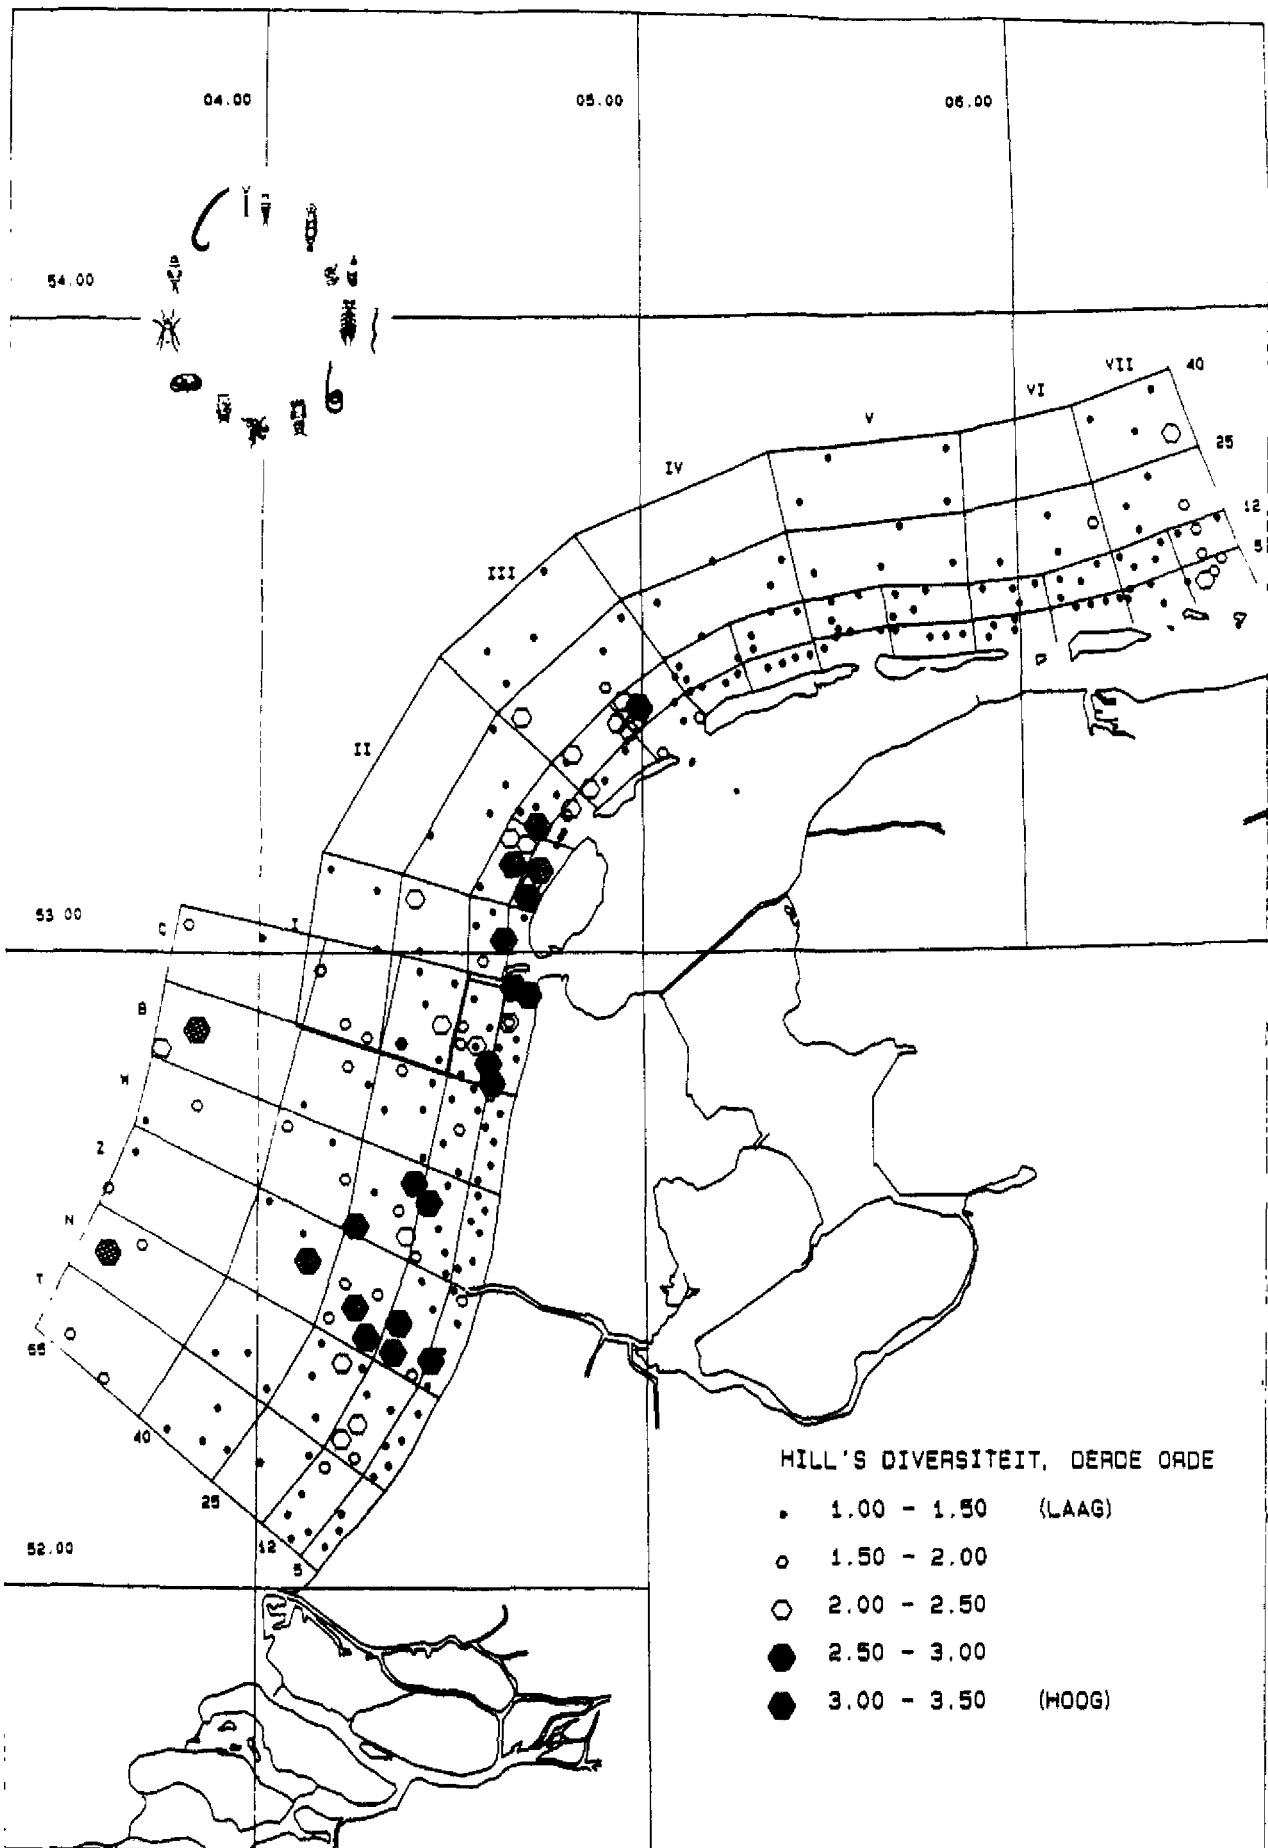 04.00 05.00 06.00
54.00
VII 40
VI
V
25
IV
12
5
III
II
53 00
C I
B
W
Z
N
T
55
40
25
12
5
52.00
HILL'S DIVERSITEIT, DERDE ORDE
1.00 - 1.50 (LAAG)
1.50 - 2.00
2.00 - 2.50
2.50 - 3.00
3.00 - 3.50 (HOOG)